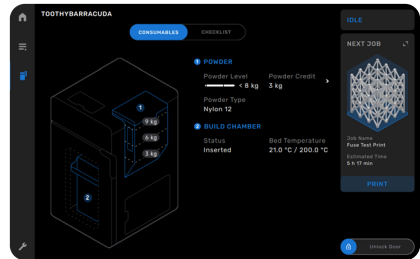 TOOTHYBARRACUDA
CONSUMABLES
CHECKLIST
1
9 kg
6 kg
3 kg
2
1 POWDER
Powder Level
< 8 kg
Powder Credit
3 kg
Powder Type
Nylon 12
2 BUILD CHAMBER
Status
Inserted
Bed Temperature
21.0 °C / 200.0 °C
IDLE
NEXT JOB
Job Name
Fuse Test Print
Estimated Time
5 h 17 min
PRINT
Unlock Door